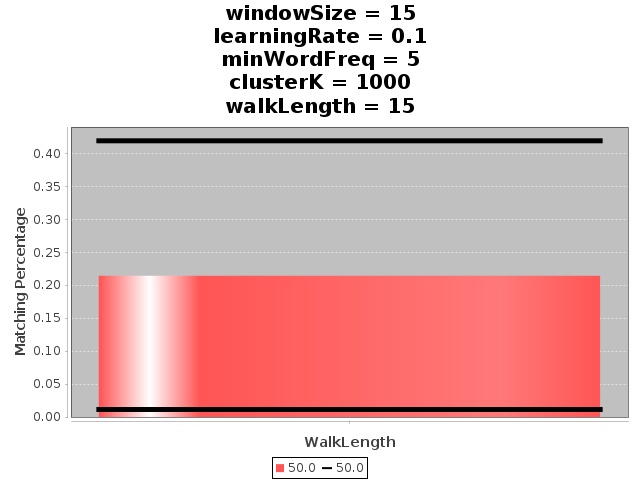 windowSize = 15
learningRate = 0.1
minWordFreq = 5
clusterK = 1000
walkLength = 15
Matching Percentage
0.40
0.35
0.30
0.25
0.20
0.15
0.10
0.05
0.00
WalkLength
50.0 50.0